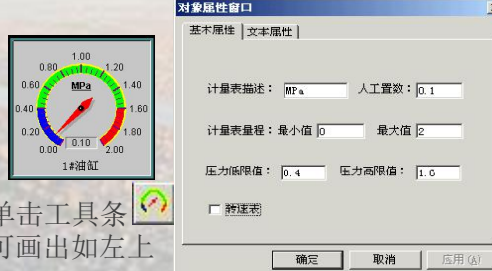 1.00
0.80 1.20
0.60 MPa 1.40
0.40 1.60
0.20 1.80
0.00 0.10 2.00
1#油缸
单击工具条
可画出如左上
对象属性窗口
基本属性 文本属性
计量表描述： MPa 人工置数： 0.1
计量表量程： 最小值 0 最大值 2
压力低限值： 0.4 压力高限值： 1.6
转速表
确定 取消 应用(A)